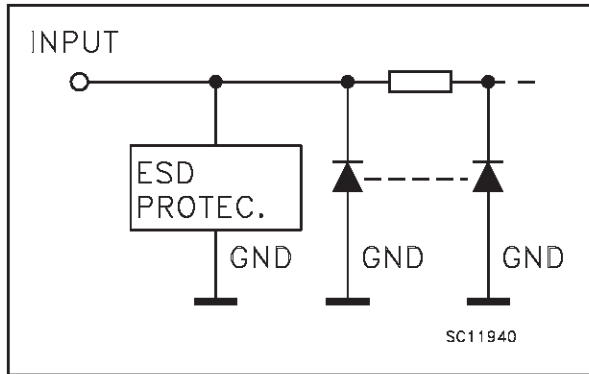 INPUT
ESD
PROTEC.
GND
GND
GND
SC11940